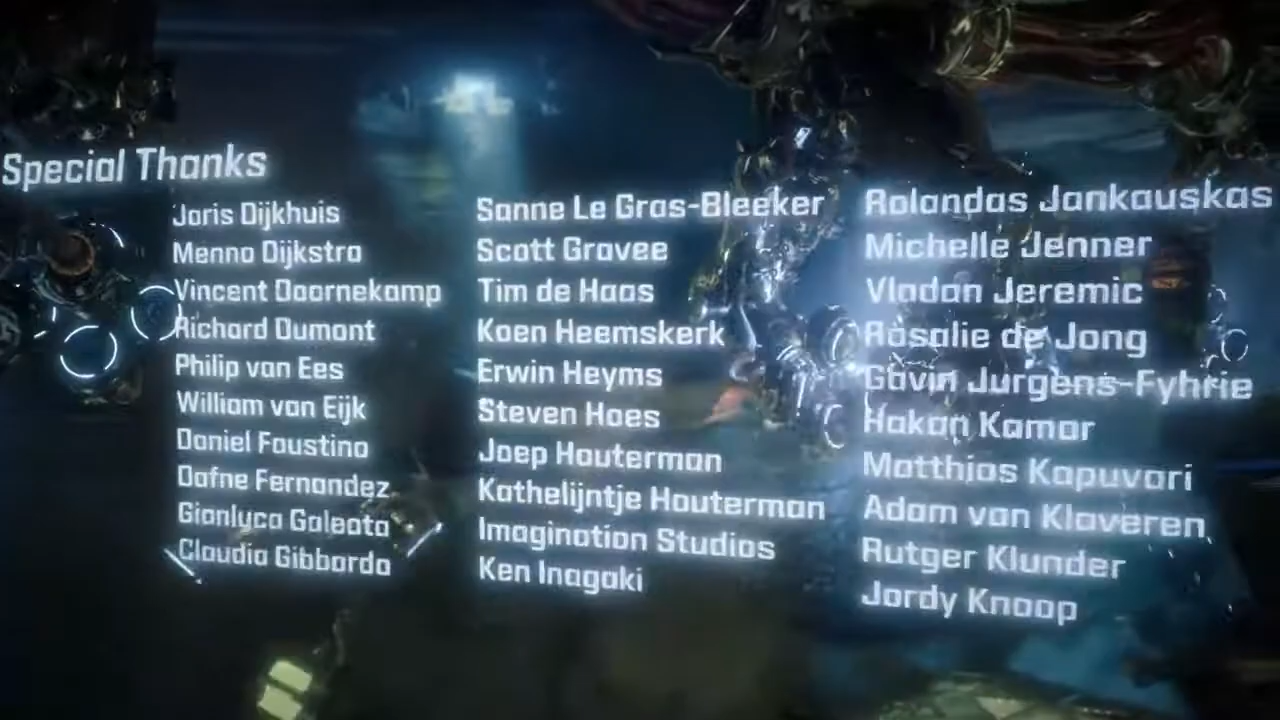 Special Thanks
Joris Dijkhuis
Menno Dijkstra
Vincent Doornekamp
Richard Dumont
Philip van Ees
William van Eijk
Daniel Faustino
Dafne Fernandez
Gianluca Galeata
Claudia Gibbardo
Sanne Le Gras-Bleeker
Scott Gravee
Tim de Haas
Koen Heemskerk
Erwin Heyms
Steven Hoes
Joep Houterman
Kathelijntje Houterman
Imagination Studios
Ken Inagaki
Rolandas Jankauskas
Michelle Jenner
Vladan Jeremic
Rosalie de Jong
Gavin Jurgens-Fyhrie
Hakan Kamar
Matthias Kapuvari
Adam van Klaveren
Rutger Klunder
Jordy Knoop